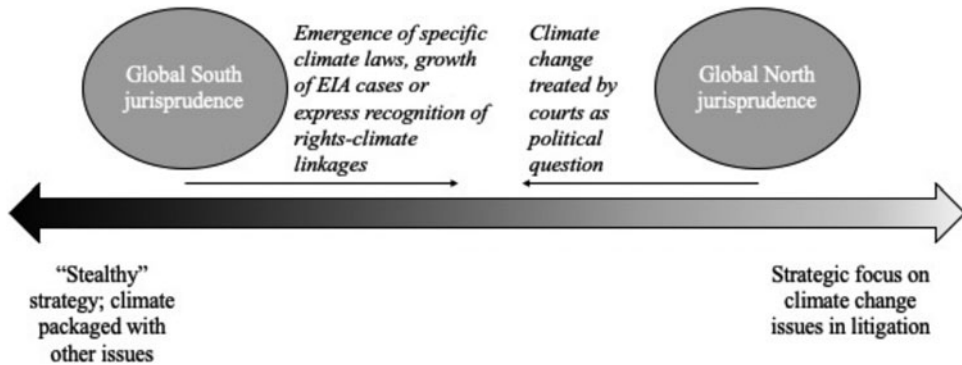 Global South
jurisprudence
Emergence of specific
climate laws, growth
of EIA cases or
express recognition of
rights-climate
linkages
Climate
change
treated by
courts as
political
question
Global North
jurisprudence
“Stealthy”
strategy; climate
packaged with
other issues
Strategic focus on
climate change
issues in litigation